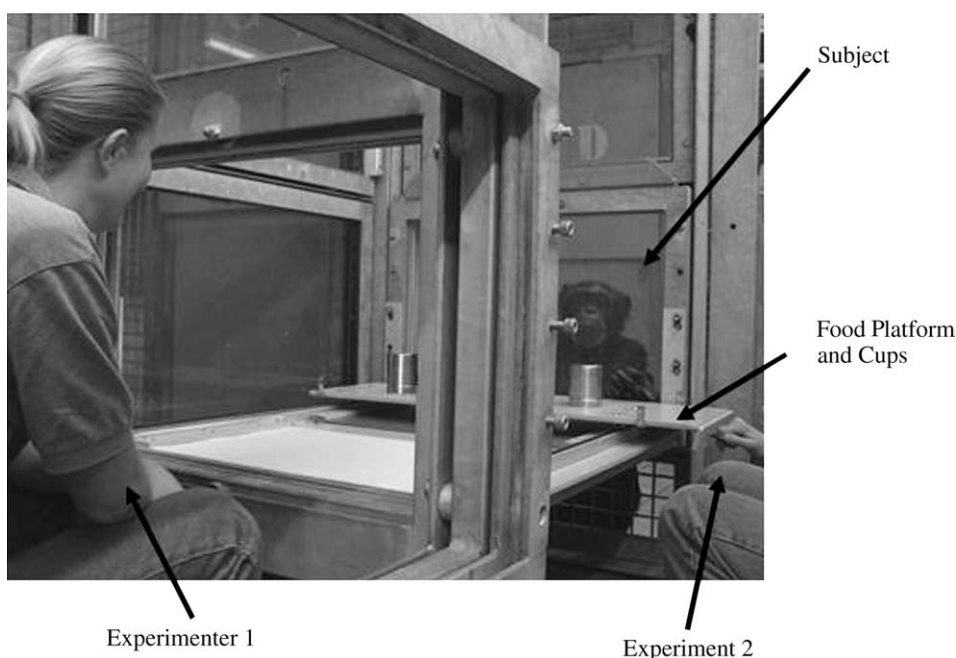 Subject
Food Platform
and Cups
Experimenter 1
Experiment 2